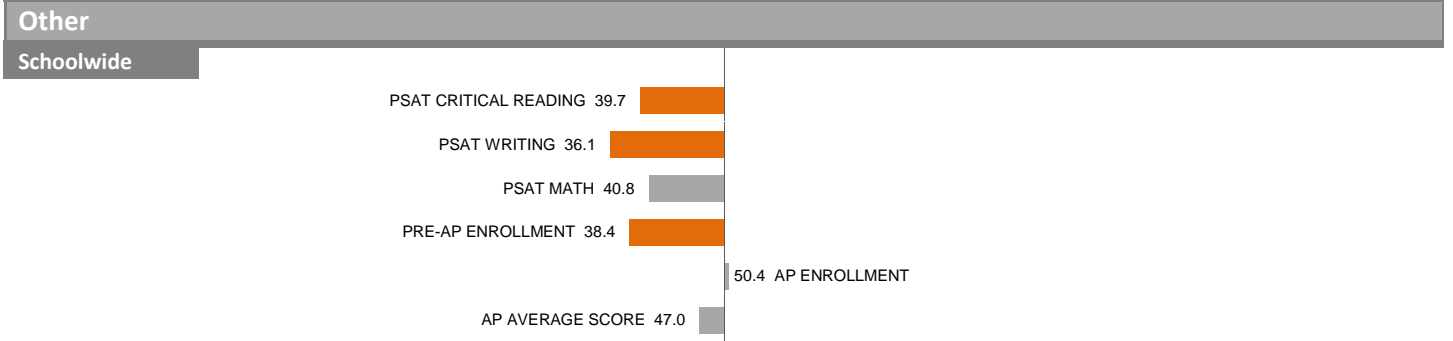 Other
Schoolwide
PSAT CRITICAL READING 39.7
PSAT WRITING 36.1
PSAT MATH 40.8
PRE-AP ENROLLMENT 38.4
50.4 AP ENROLLMENT
AP AVERAGE SCORE 47.0